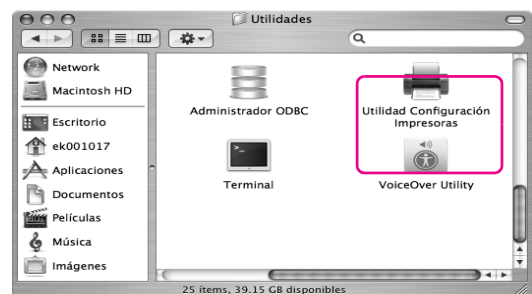 Utilidades
Network
Macintosh HD
Escritorio
ek001017
Aplicaciones
Documentos
Películas
Música
Imágenes
Administrador ODBC
Utilidad Configuración
Impresoras
Terminal
VoiceOver Utility
25 items, 39.15 GB disponibles